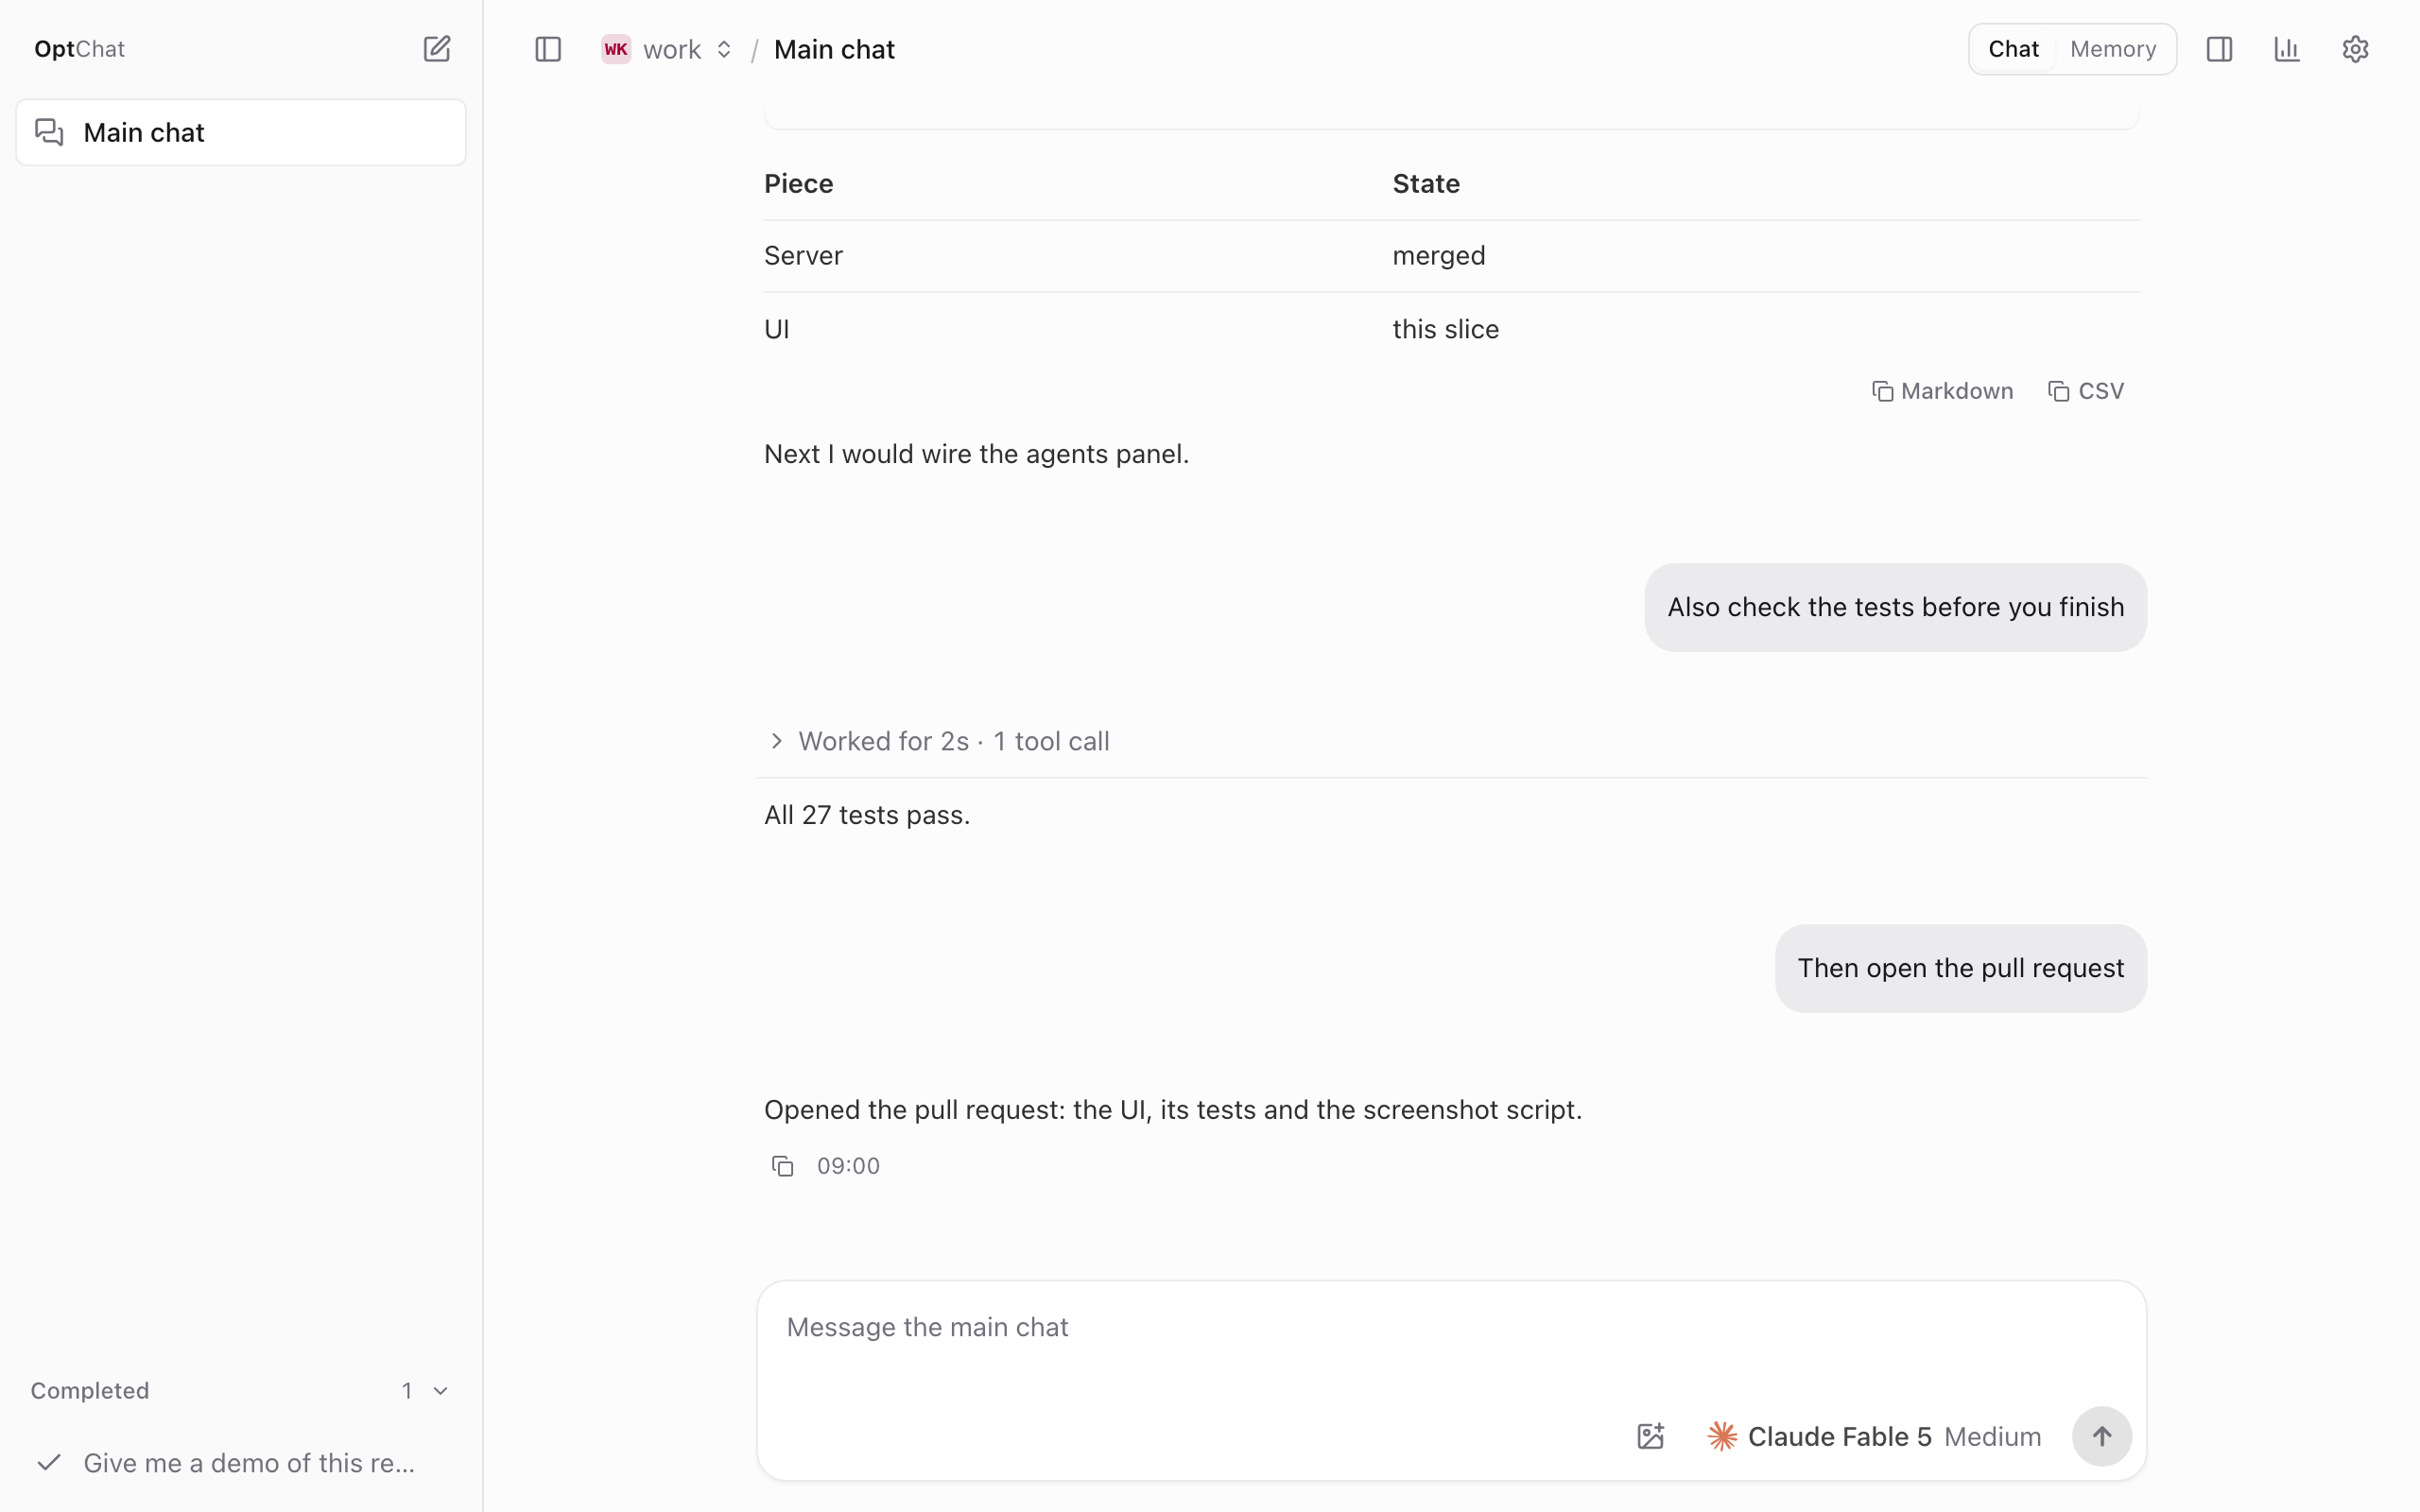 OptChat
Main chat
Completed 1
Give me a demo of this re...
WK work / Main chat
Chat Memory
Piece State
Server merged
UI this slice
Markdown CSV
Next I would wire the agents panel.
Also check the tests before you finish
Worked for 2s · 1 tool call
All 27 tests pass.
Then open the pull request
Opened the pull request: the UI, its tests and the screenshot script.
09:00
Message the main chat
Claude Fable 5 Medium